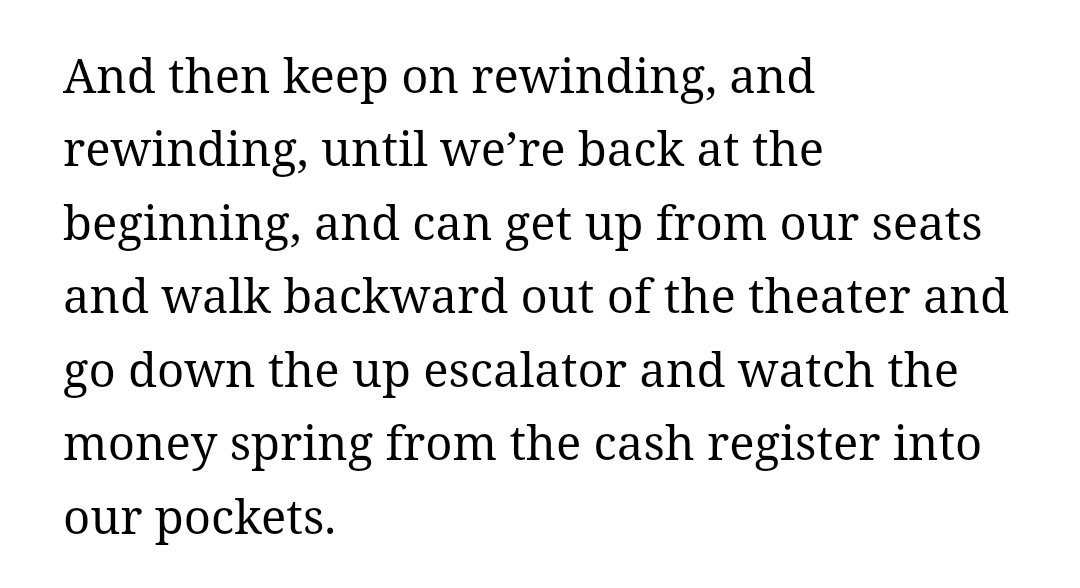 And then keep on rewinding, and
rewinding, until we’re back at the
beginning, and can get up from our seats
and walk backward out of the theater and
go down the up escalator and watch the
money spring from the cash register into
our pockets.